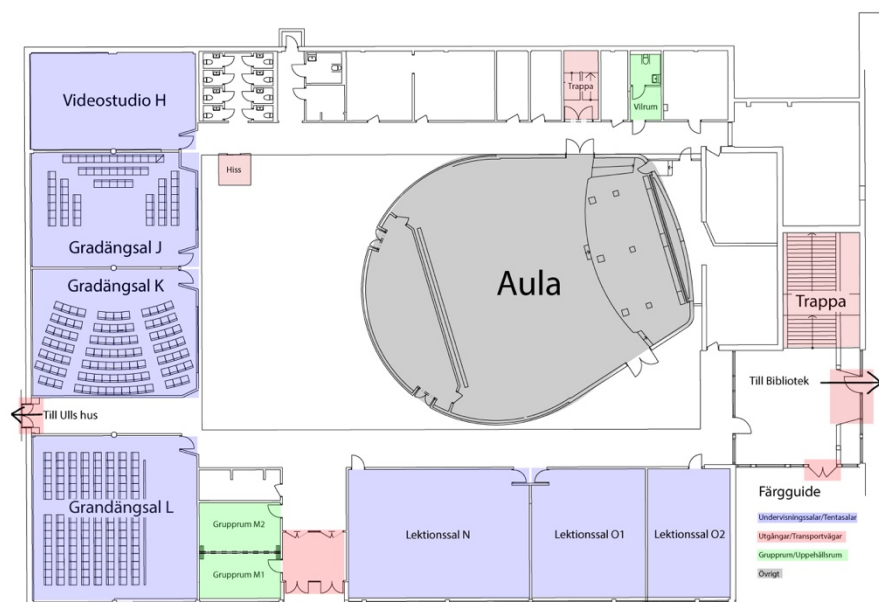 Videostudio H
Trappa
Vilrum
Hiss
Gradängsal J
Gradängsal K
Aula
Trappa
Till Bibliotek
Till Ulls hus
Grandängsal L
Grupprum M2
Grupprum M1
Lektionssal N
Lektionssal O1
Lektionssal O2
Färgguide
Undervisningssalar/Tentasalar
Utgångar/Transportvägar
Grupprum/Uppehållsrum
Övrigt